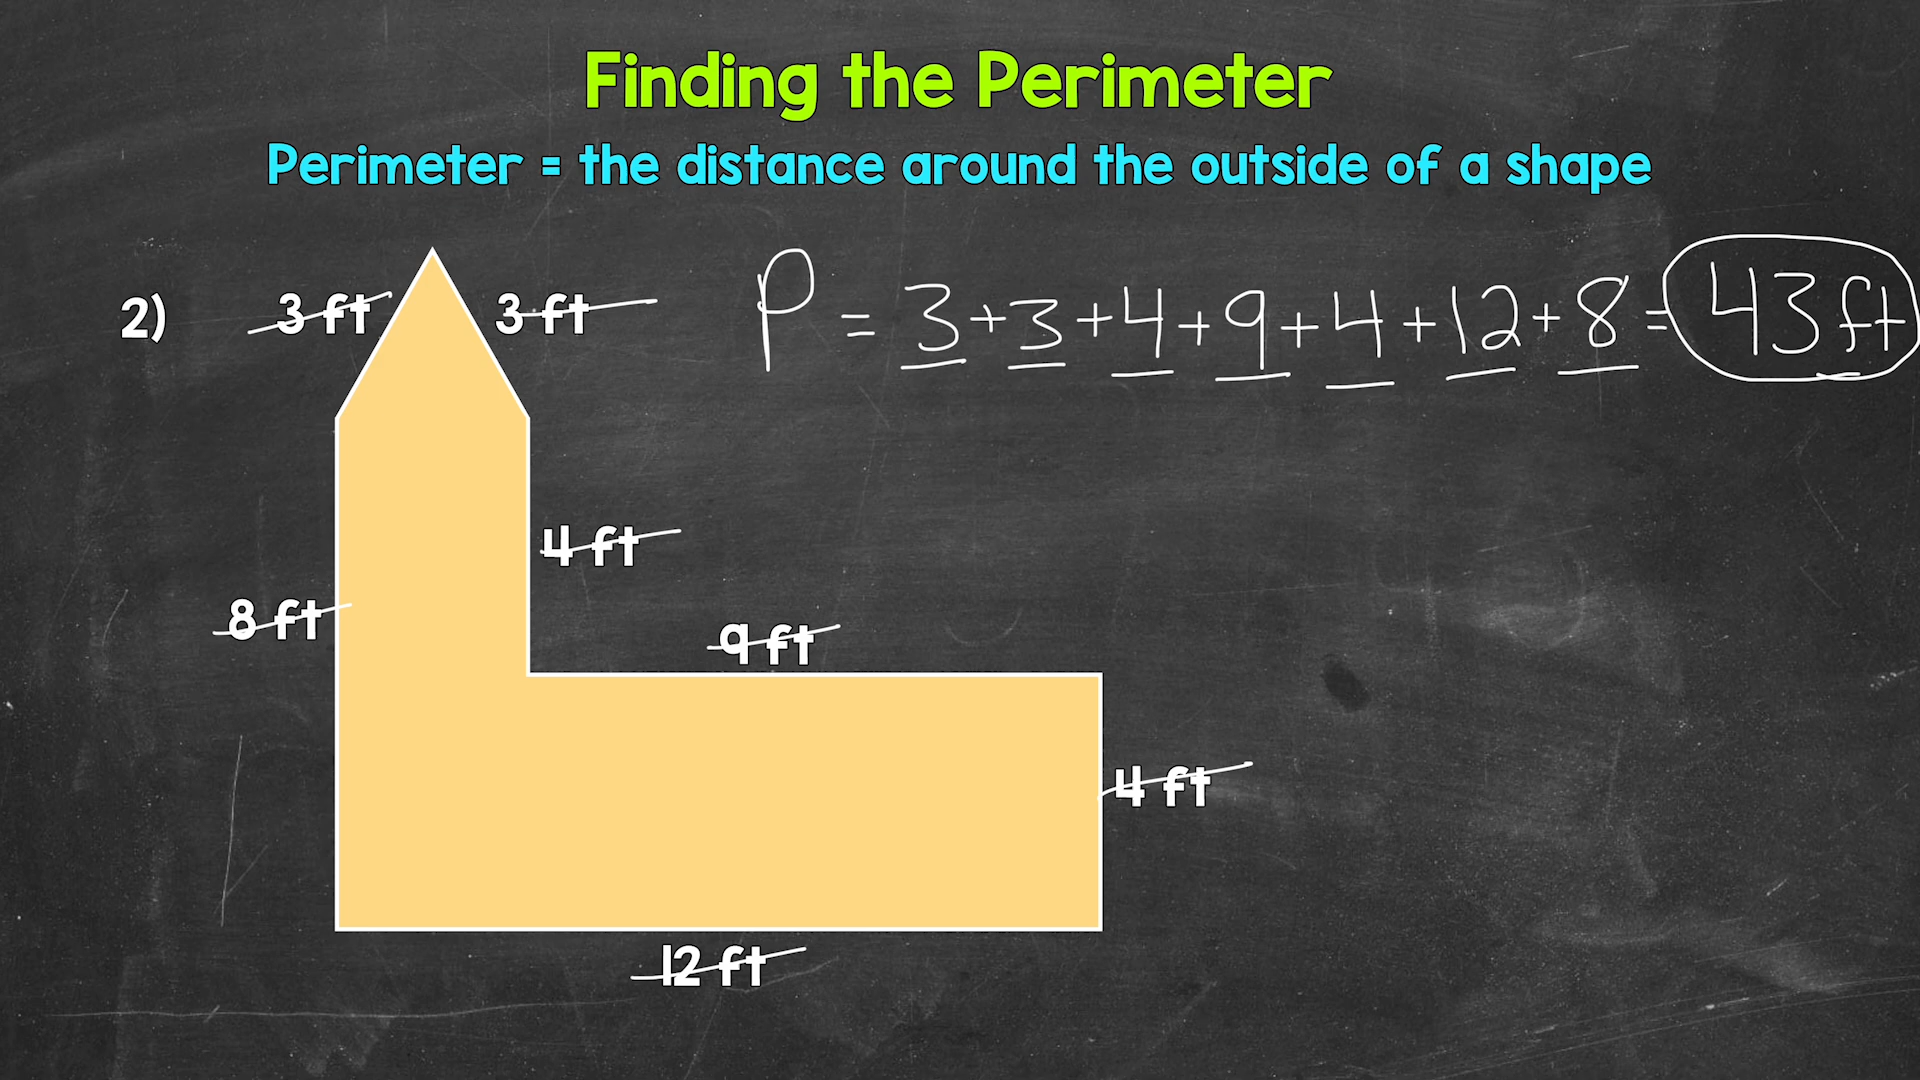 Finding the Perimeter
Perimeter = the distance around the outside of a shape
2) 3 ft 3 ft
P = 3+3+4+9+4+12+8= 43 ft
4 ft
8 ft
9 ft
4 ft
12 ft